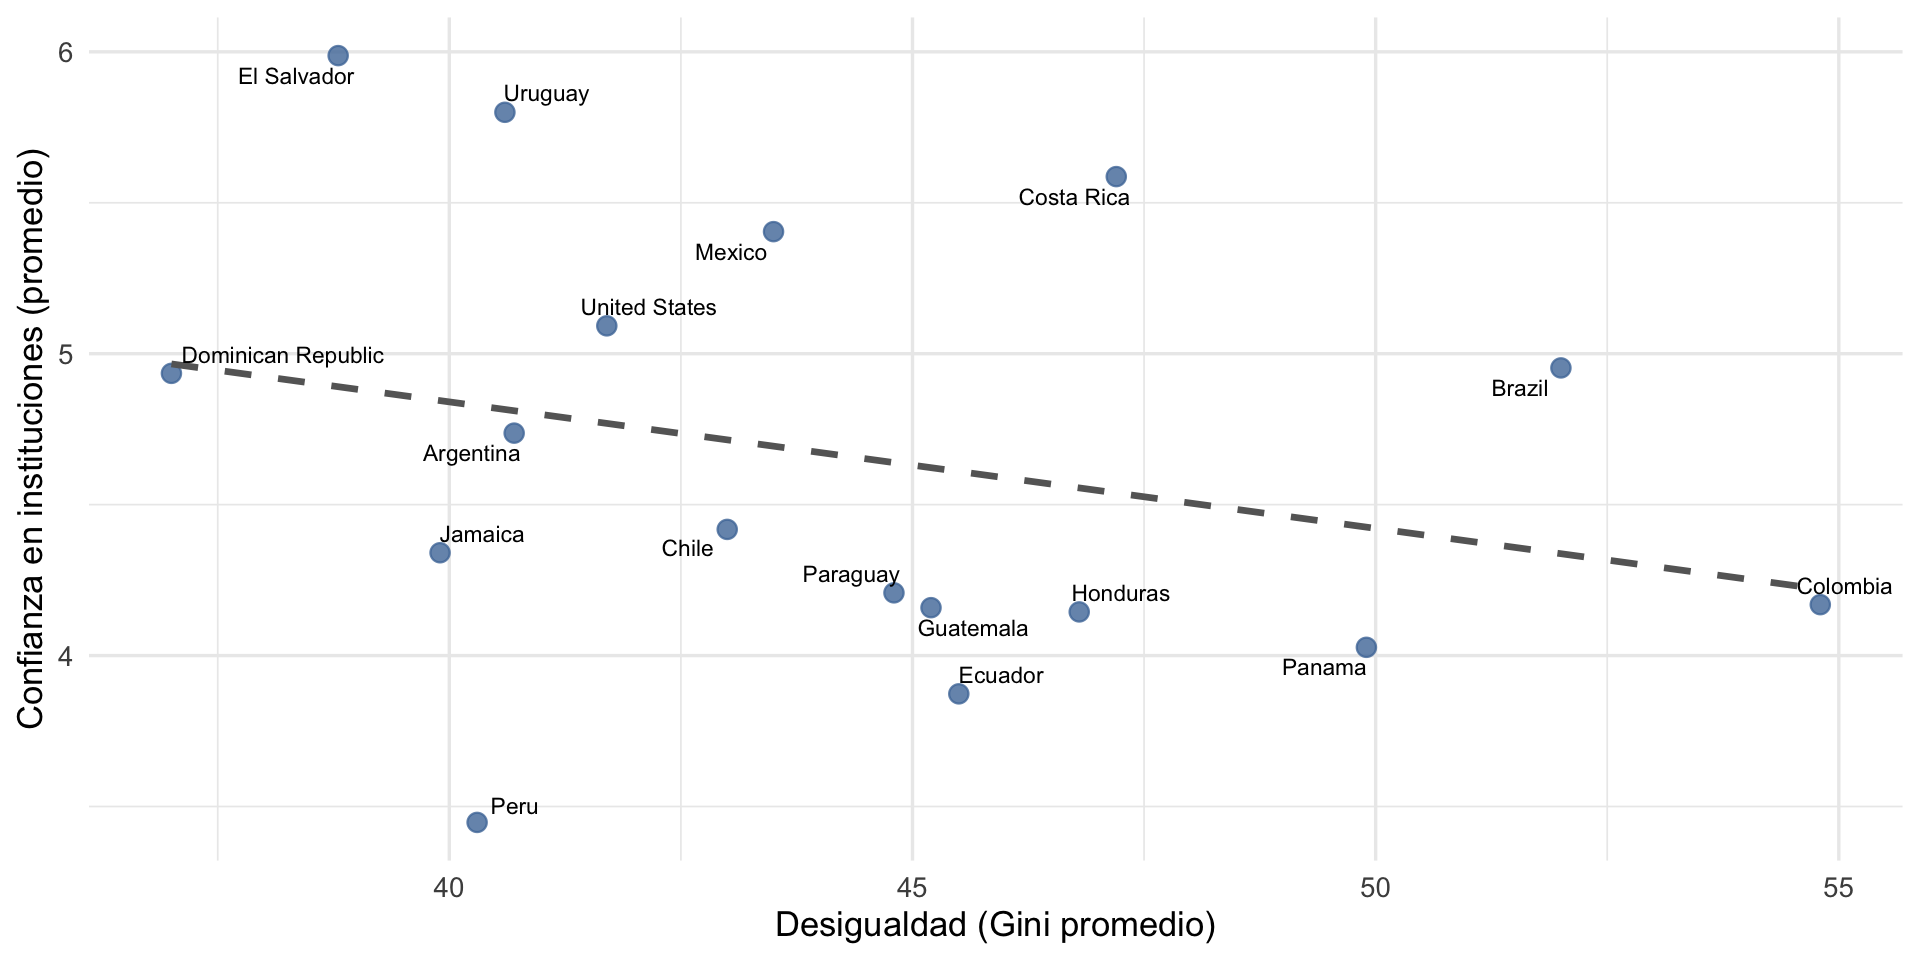 6
El Salvador
Uruguay
Costa Rica
Mexico
United States
Dominican Republic
5
Brazil
Argentina
Jamaica
Chile
Paraguay
Honduras
Colombia
Guatemala
4
Panama
Ecuador
Peru
Confianza en instituciones (promedio)
40
45
50
55
Desigualdad (Gini promedio)